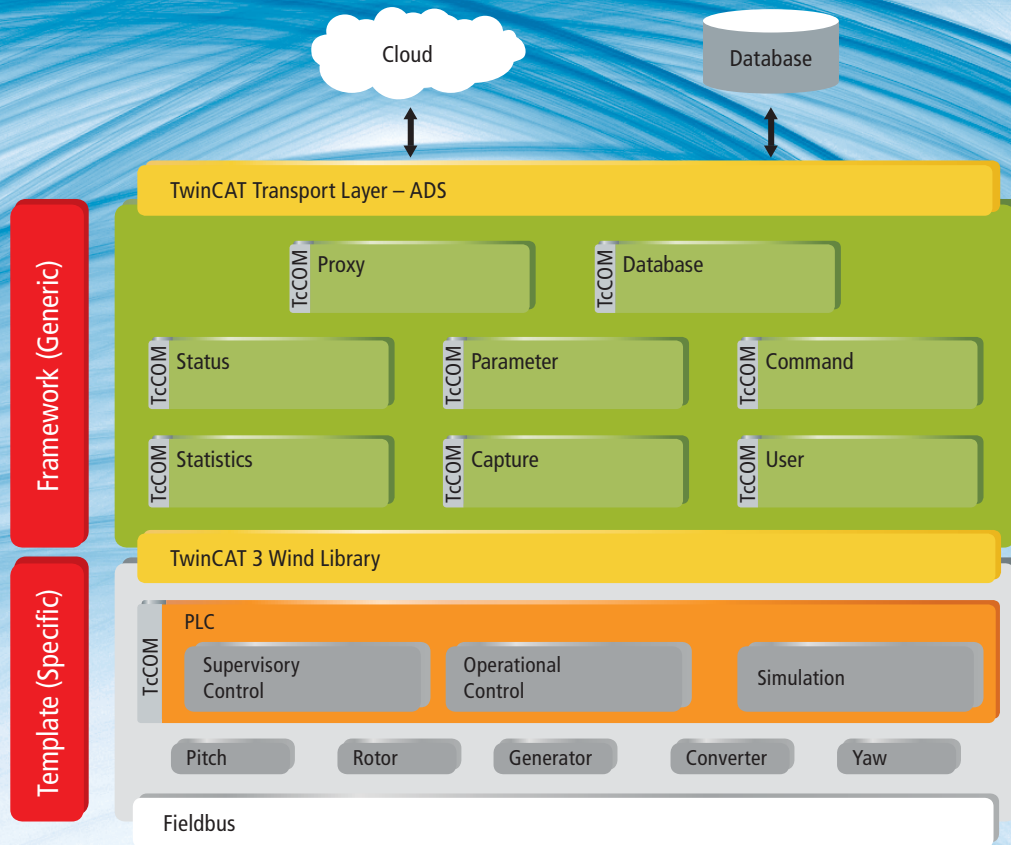 Cloud
Database
TwinCAT Transport Layer – ADS
Framework (Generic)
TcCOM
Proxy
TcCOM
Database
TcCOM
Status
TcCOM
Parameter
TcCOM
Command
TcCOM
Statistics
TcCOM
Capture
TcCOM
User
TwinCAT 3 Wind Library
Template (Specific)
TcCOM
PLC
Supervisory
Control
Operational
Control
Simulation
Pitch
Rotor
Generator
Converter
Yaw
Fieldbus